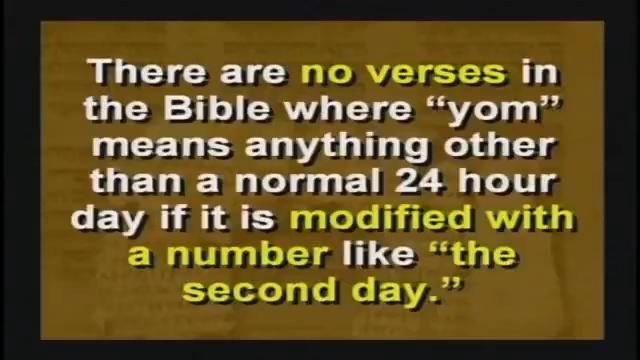 There are no verses in
the Bible where “yom”
means anything other
than a normal 24 hour
day if it is modified with
a number like “the
second day.”